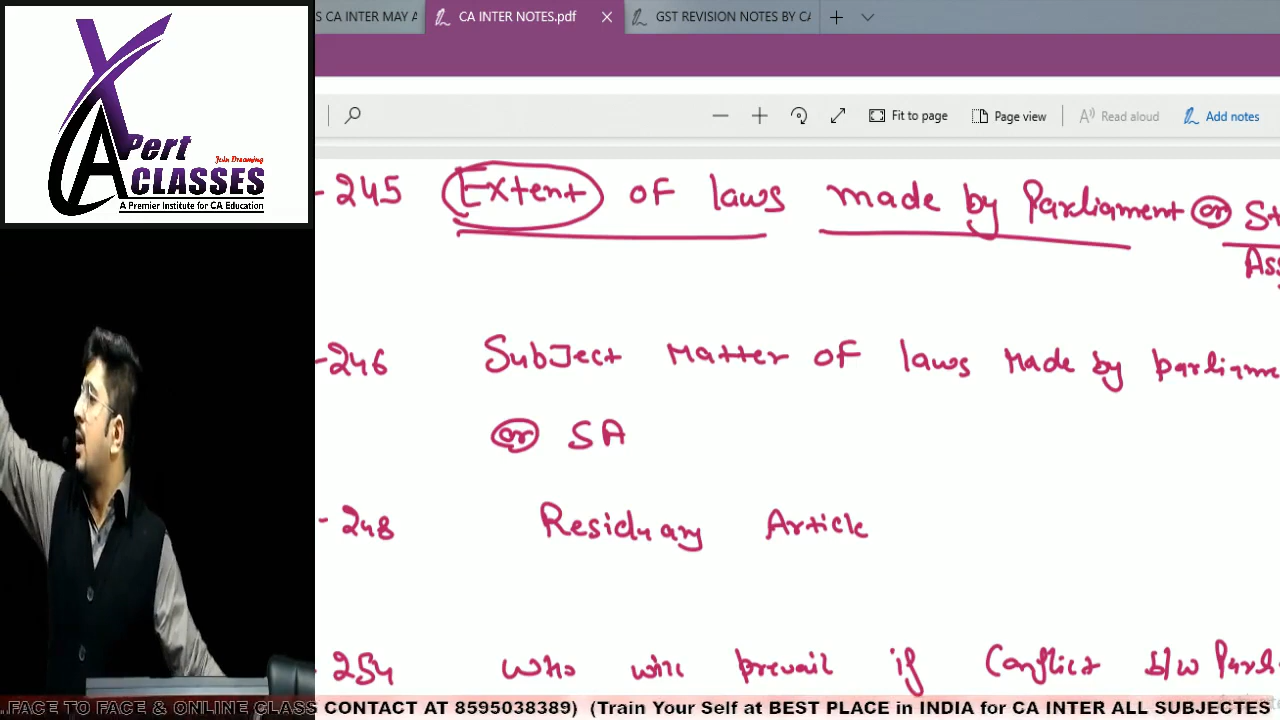 S CA INTER MAY A
CA INTER NOTES.pdf
GST REVISION NOTES BY CA
Fit to page
Page view
Read aloud
Add notes
XPert
Join Dreaming
CA CLASSES
A Premier Institute for CA Education
-245 Extent of laws made by Parliament or St
Ass
-246 Subject Matter of laws Made by parliame
or SA
-248 Residuary Article
-254 Who will prevail if Conflict b/w Parli
..FACE TO FACE & ONLINE CLASS CONTACT AT 8595038389) (Train Your Self at BEST PLACE in INDIA for CA INTER ALL SUBJECTES